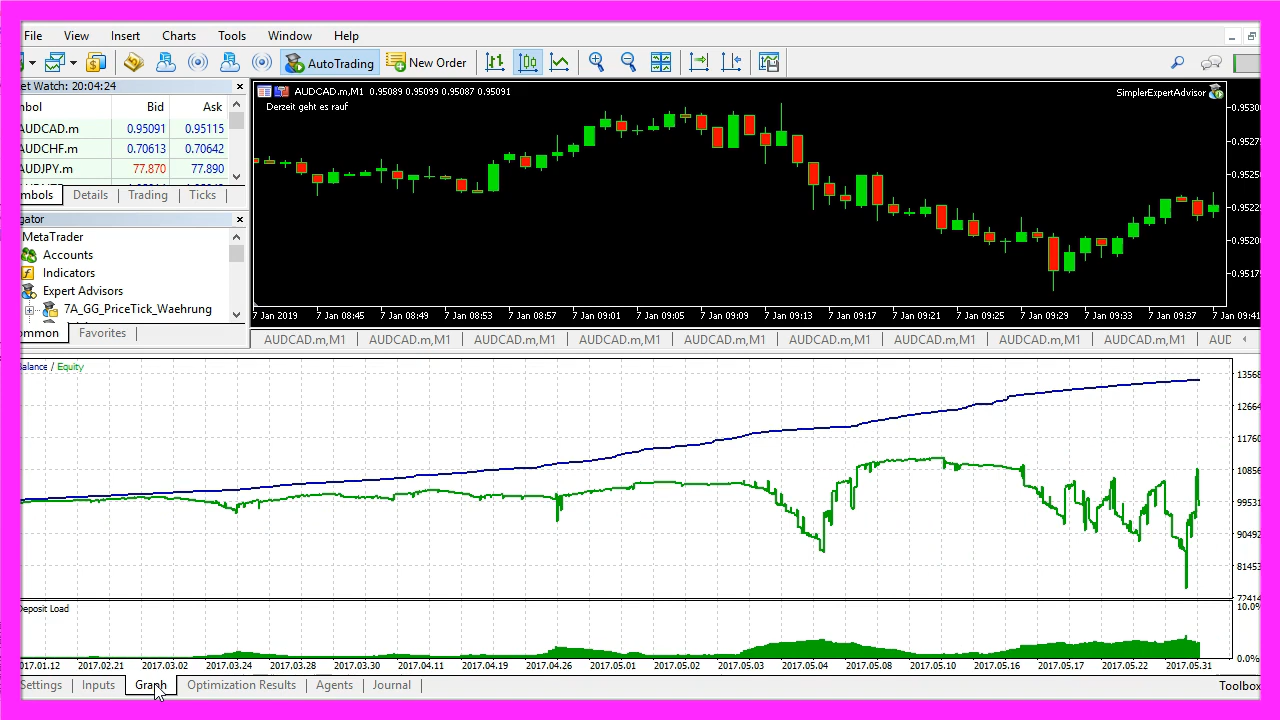 File View Insert Charts Tools Window Help
AutoTrading New Order
et Watch: 20:04:24
mbol Bid Ask
AUDCAD.m 0.95091 0.95115
AUDCHF.m 0.70613 0.70642
AUDJPY.m 77.870 77.890
mbols Details Trading Ticks
gator
MetaTrader
Accounts
Indicators
Expert Advisors
7A_GG_PriceTick_Waehrung
ommon Favorites
AUDCAD.m,M1 0.95089 0.95099 0.95087 0.95091
Derzeit geht es rauf
SimplerExpertAdvisor
0.95300
0.95275
0.95250
0.95225
0.95200
0.95175
7 Jan 2019 7 Jan 08:45 7 Jan 08:49 7 Jan 08:53 7 Jan 08:57 7 Jan 09:01 7 Jan 09:05 7 Jan 09:09 7 Jan 09:13 7 Jan 09:17 7 Jan 09:21 7 Jan 09:25 7 Jan 09:29 7 Jan 09:33 7 Jan 09:37 7 Jan 09:41
AUDCAD.m,M1 AUDCAD.m,M1 AUDCAD.m,M1 AUDCAD.m,M1 AUDCAD.m,M1 AUDCAD.m,M1 AUDCAD.m,M1 AUDCAD.m,M1 AUDCAD.m,M1 AUDC
alance / Equity
13568
12664
11760
10856
99531
90492
81453
72414
Deposit Load
10.0%
0.0%
2017.01.12 2017.02.21 2017.03.02 2017.03.24 2017.03.28 2017.03.30 2017.04.11 2017.04.19 2017.04.26 2017.05.01 2017.05.02 2017.05.03 2017.05.04 2017.05.08 2017.05.10 2017.05.16 2017.05.17 2017.05.22 2017.05.31
Settings Inputs Graph Optimization Results Agents Journal
Toolbox